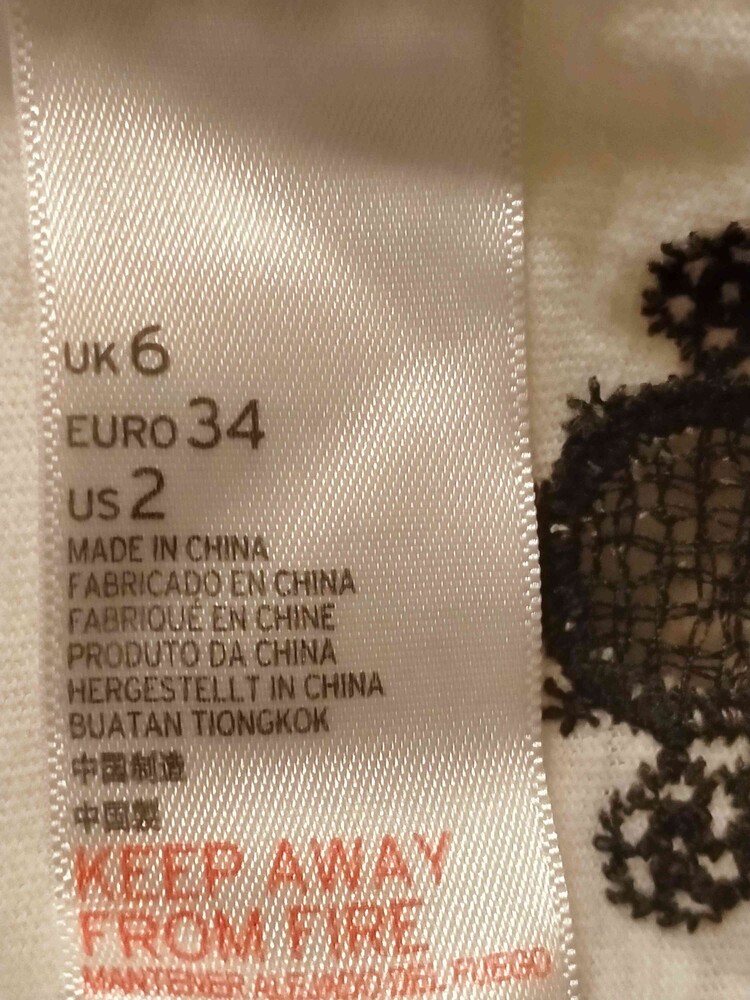 UK 6
EURO 34
US 2
MADE IN CHINA
FABRICADO EN CHINA
FABRIQUÉ EN CHINE
PRODUTO DA CHINA
HERGESTELLT IN CHINA
BUATAN TIONGKOK
中国制造
中国製
KEEP AWAY
FROM FIRE
MANTENER ALEJADO DEL FUEGO